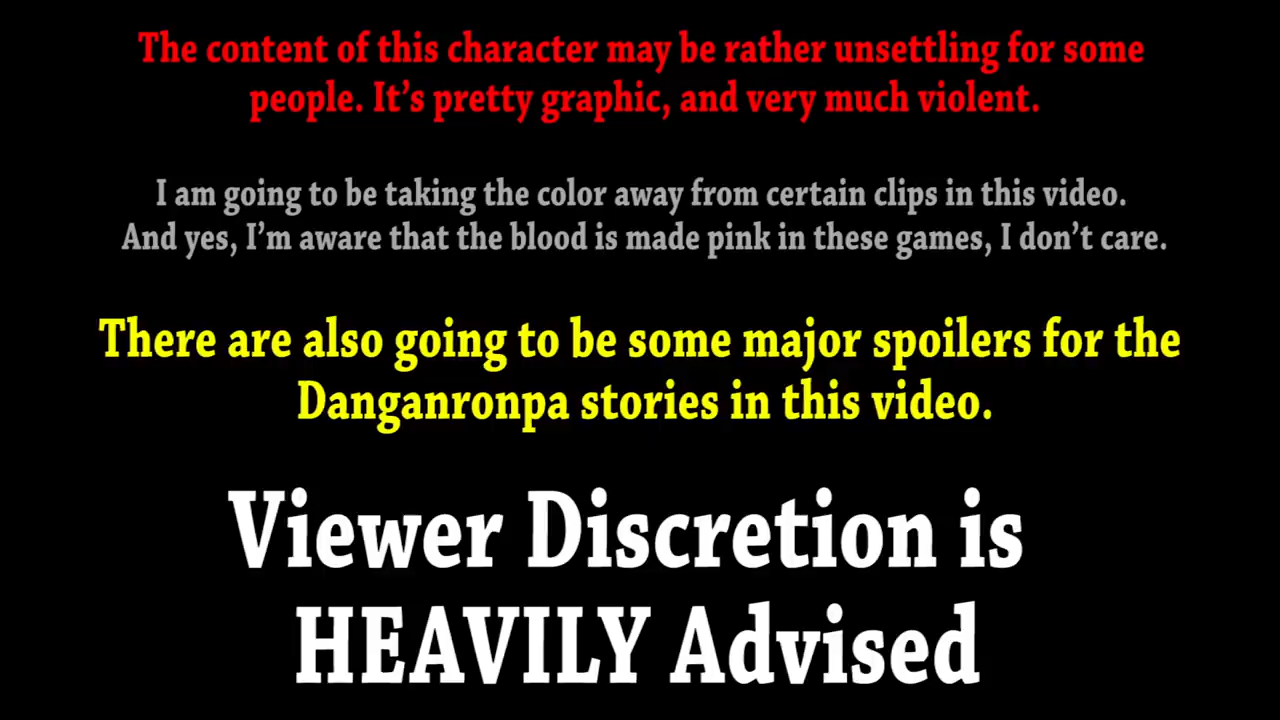 The content of this character may be rather unsettling for some
people. It’s pretty graphic, and very much violent.
I am going to be taking the color away from certain clips in this video.
And yes, I’m aware that the blood is made pink in these games, I don’t care.
There are also going to be some major spoilers for the
Danganronpa stories in this video.
Viewer Discretion is
HEAVILY Advised